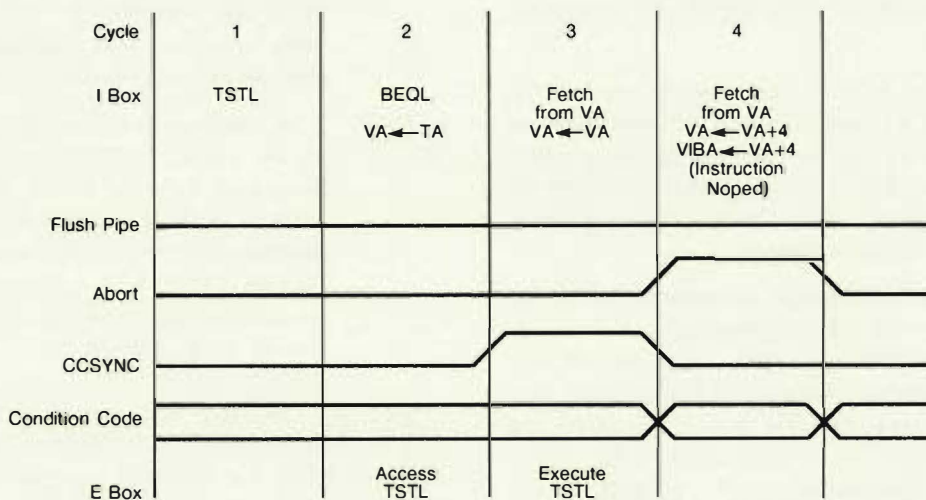 Cycle 1 2 3 4
I Box TSTL BEQL Fetch Fetch
from VA from VA
VA←TA VA←VA VA←VA+4
VIBA←VA+4
(Instruction
Noped)
Flush Pipe
Abort
CCSYNC
Condition Code
Access Execute
E Box TSTL TSTL